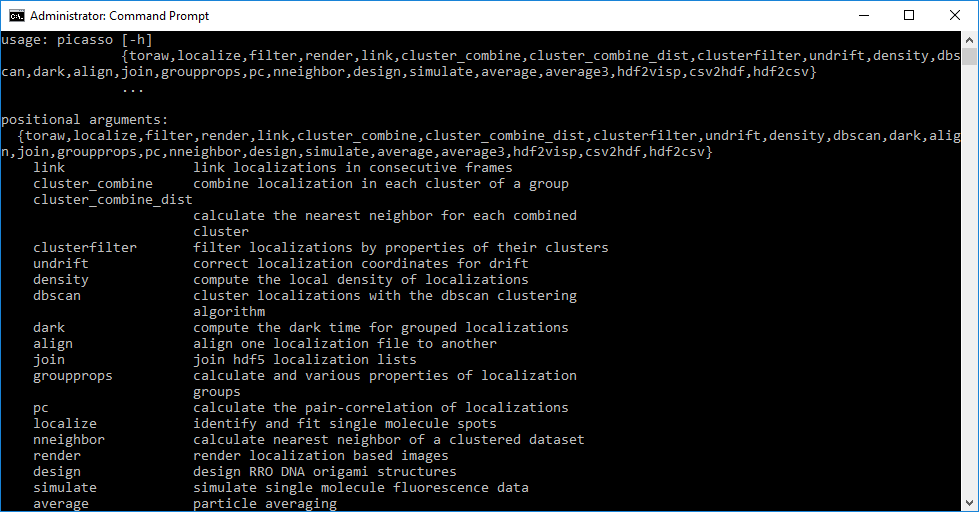 Administrator: Command Prompt
usage: picasso [-h]
{toraw,localize,filter,render,link,cluster_combine,cluster_combine_dist,clusterfilter,undrift,density,dbs
can,dark,align,join,groupprops,pc,nneighbor,design,simulate,average,average3,hdf2visp,csv2hdf,hdf2csv}
...
positional arguments:
{toraw,localize,filter,render,link,cluster_combine,cluster_combine_dist,clusterfilter,undrift,density,dbscan,dark,alig
n,join,groupprops,pc,nneighbor,design,simulate,average,average3,hdf2visp,csv2hdf,hdf2csv}
link link localizations in consecutive frames
cluster_combine combine localization in each cluster of a group
cluster_combine_dist
calculate the nearest neighbor for each combined
cluster
clusterfilter filter localizations by properties of their clusters
undrift correct localization coordinates for drift
density compute the local density of localizations
dbscan cluster localizations with the dbscan clustering
algorithm
dark compute the dark time for grouped localizations
align align one localization file to another
join join hdf5 localization lists
groupprops calculate and various properties of localization
groups
pc calculate the pair-correlation of localizations
localize identify and fit single molecule spots
nneighbor calculate nearest neighbor of a clustered dataset
render render localization based images
design design RRO DNA origami structures
simulate simulate single molecule fluorescence data
average particle averaging